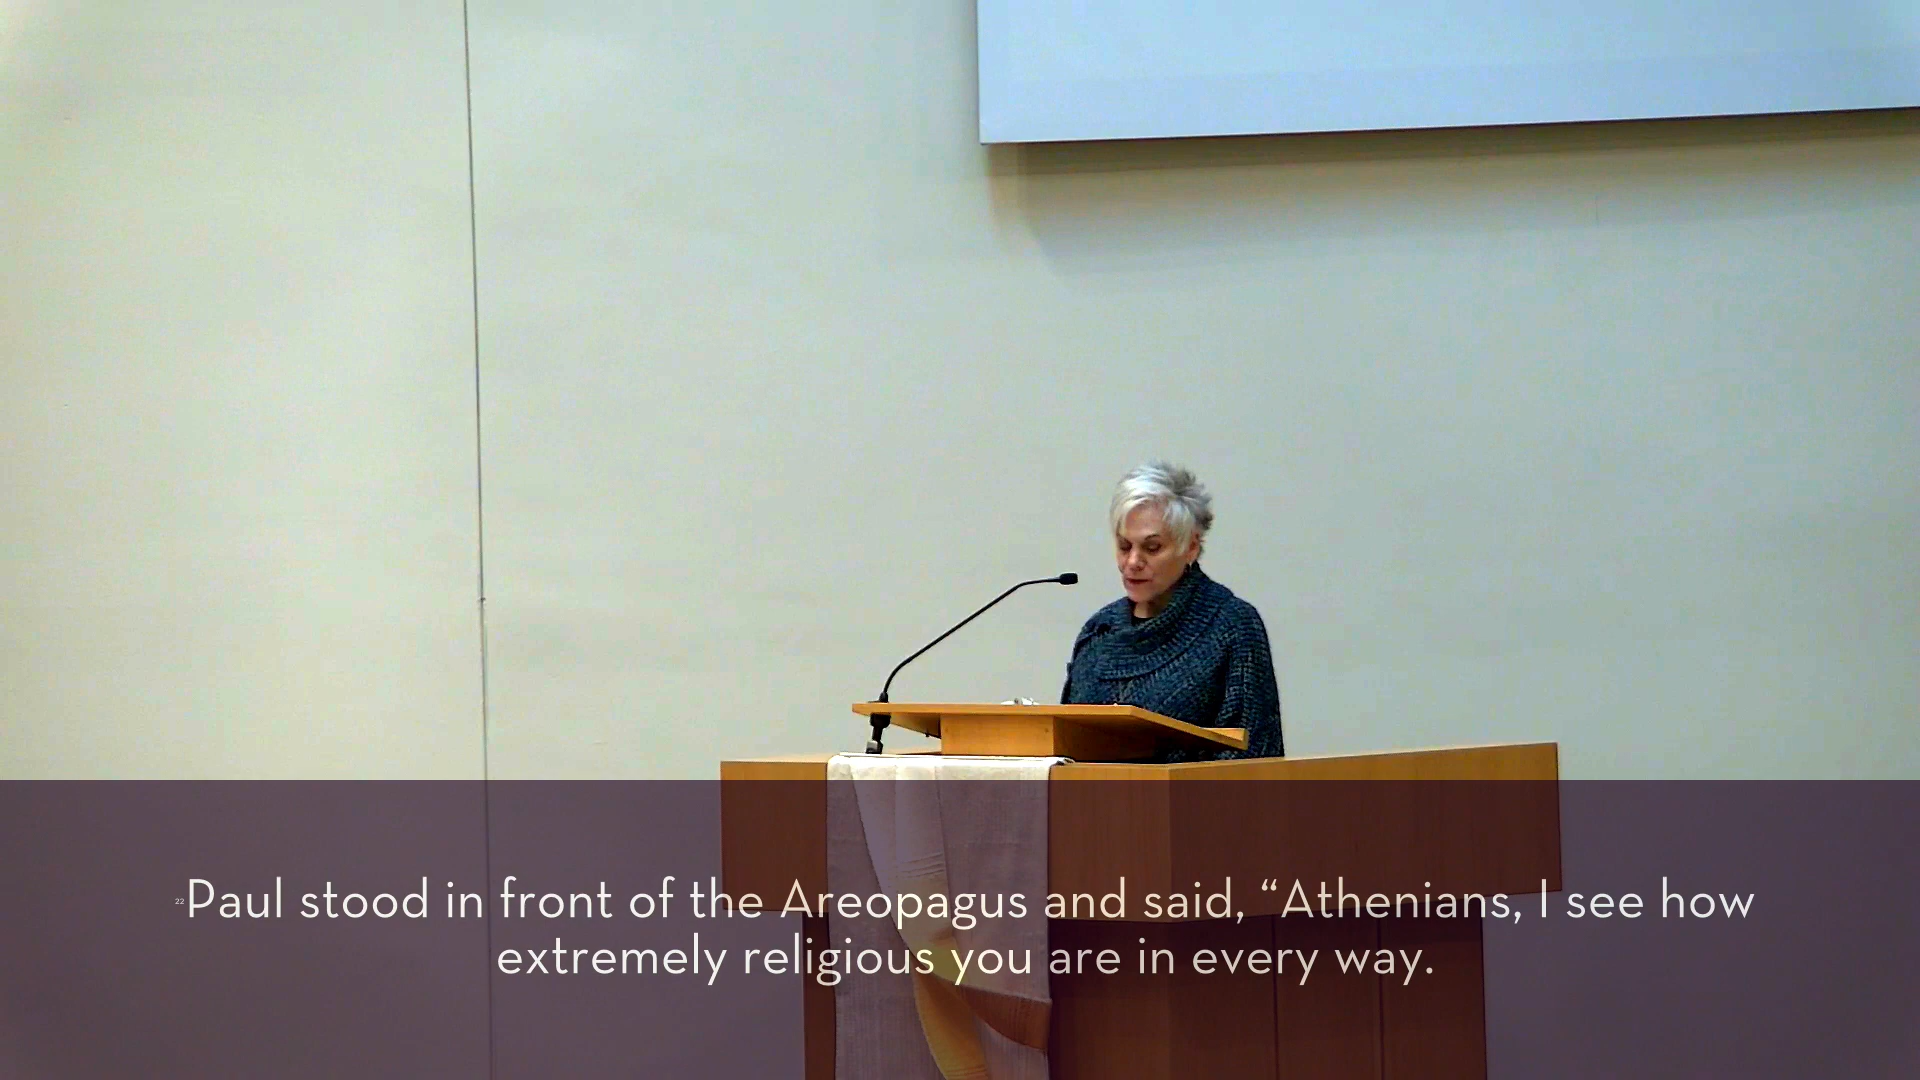 22Paul stood in front of the Areopagus and said, “Athenians, I see how
extremely religious you are in every way.